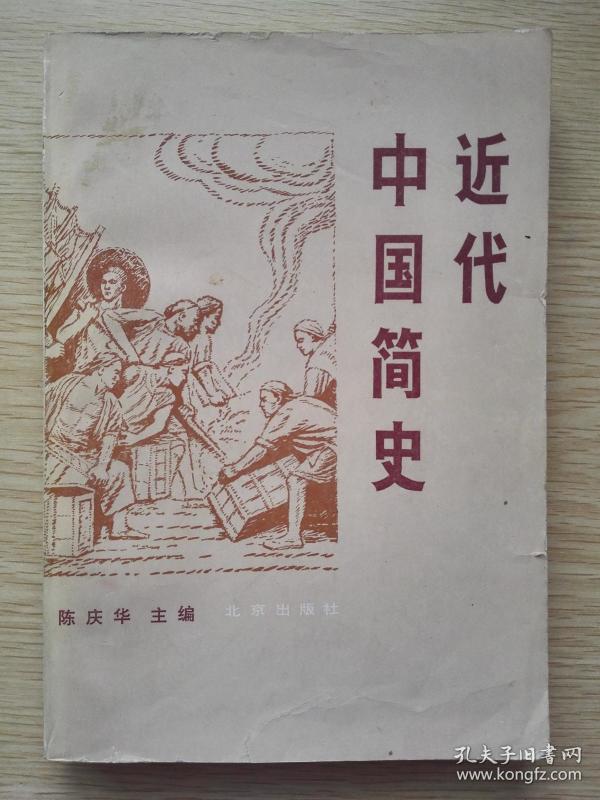 近代
中国简史
陈庆华 主编 北京出版社
孔夫子旧书网
www.kongfz.com